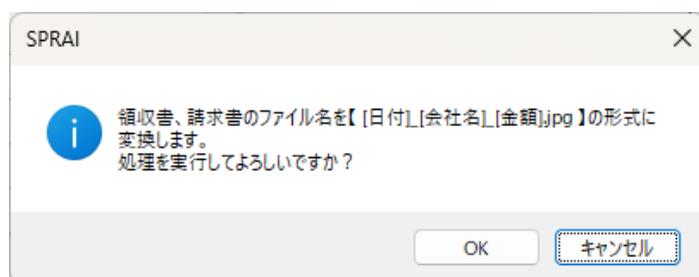 SPRAI
領収書、請求書のファイル名を【 [日付]_[会社名]_[金額].jpg 】の形式に
変換します。
処理を実行してよろしいですか？
OK
キャンセル